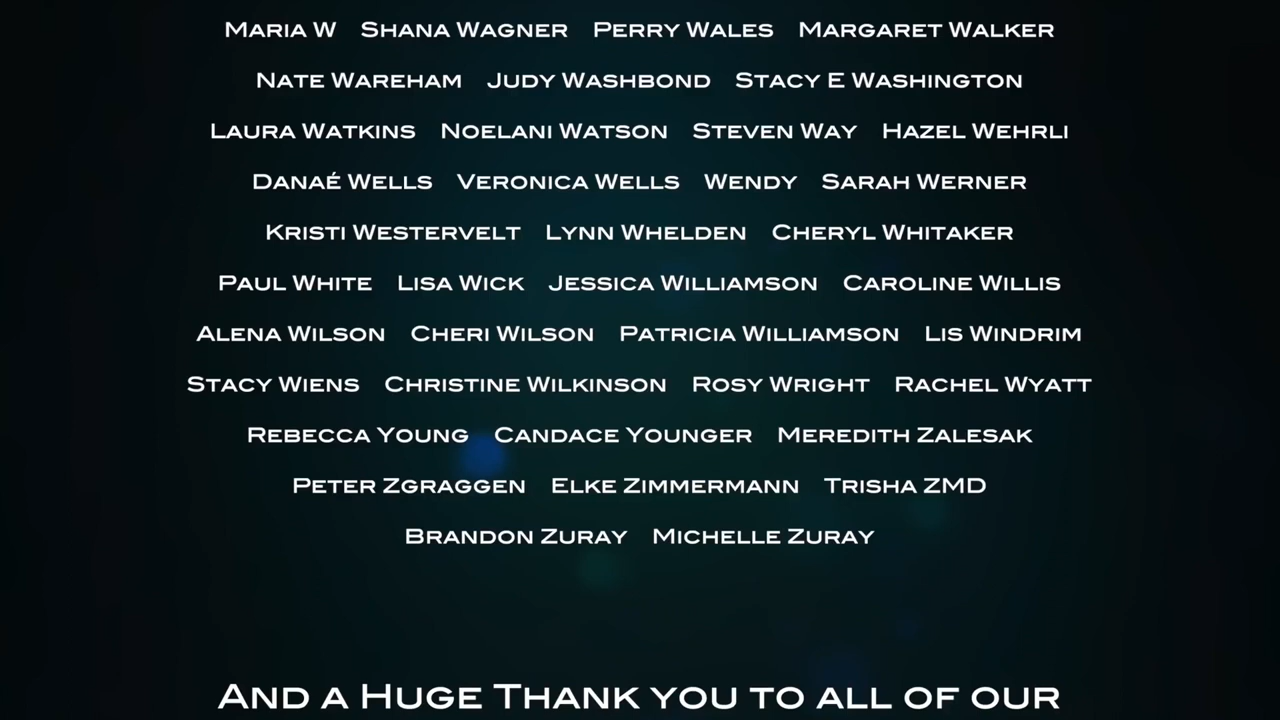 Maria W Shana Wagner Perry Wales Margaret Walker
Nate Wareham Judy Washbond Stacy E Washington
Laura Watkins Noelani Watson Steven Way Hazel Wehrli
Danaé Wells Veronica Wells Wendy Sarah Werner
Kristi Westervelt Lynn Whelden Cheryl Whitaker
Paul White Lisa Wick Jessica Williamson Caroline Willis
Alena Wilson Cheri Wilson Patricia Williamson Lis Windrim
Stacy Wiens Christine Wilkinson Rosy Wright Rachel Wyatt
Rebecca Young Candace Younger Meredith Zalesak
Peter Zgraggen Elke Zimmermann Trisha ZMD
Brandon Zuray Michelle Zuray
And a Huge Thank you to all of our